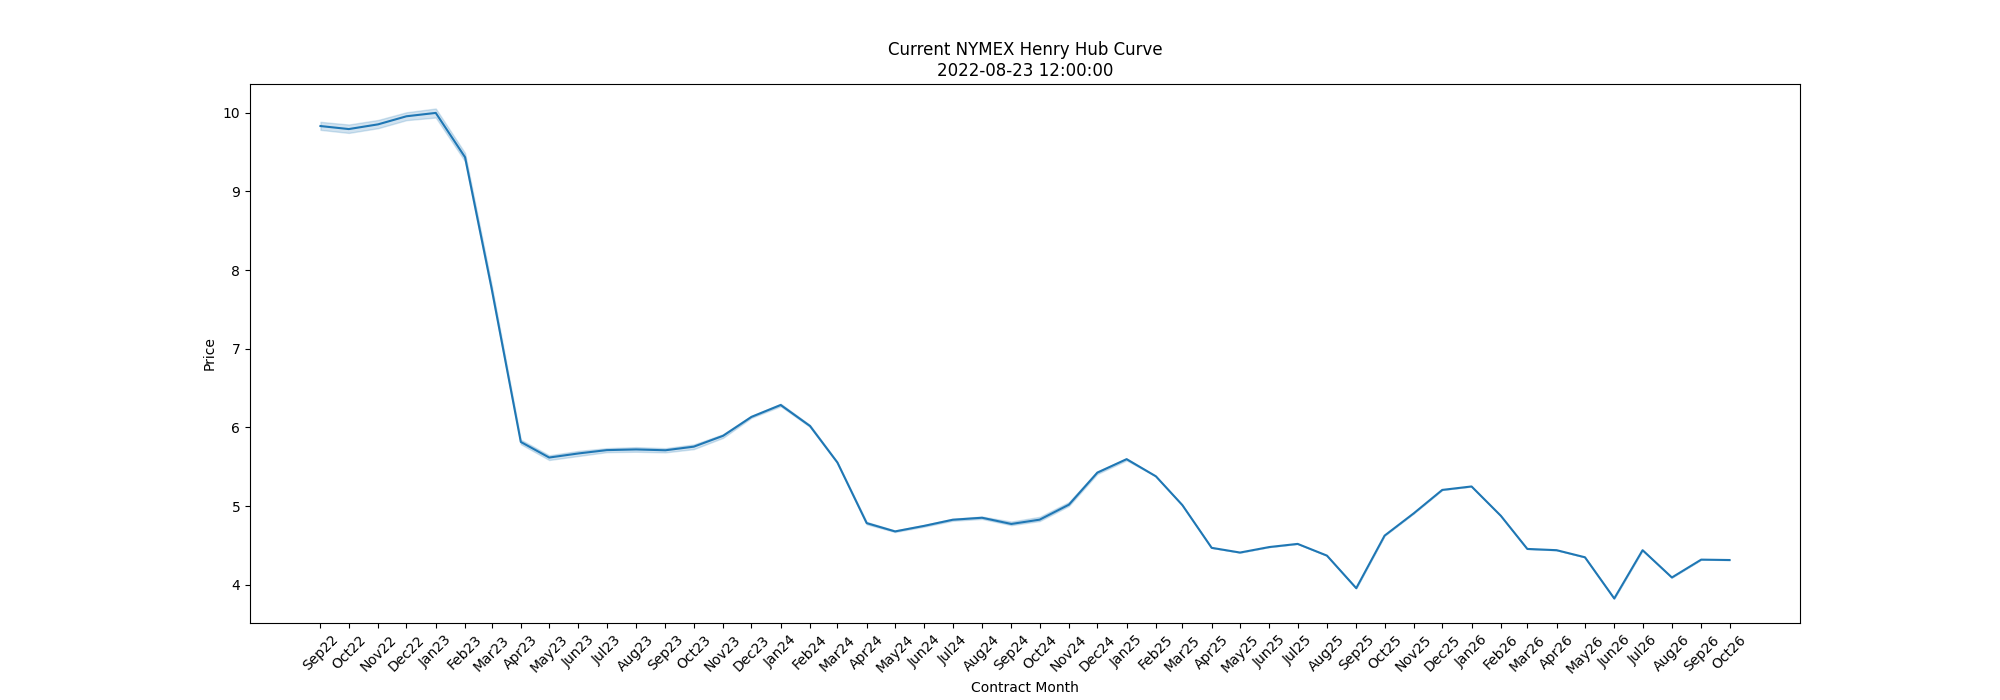 Current NYMEX Henry Hub Curve
2022-08-23 12:00:00
10
9
8
7
6
5
4
Price
Sep22 Oct22 Nov22 Dec22 Jan23 Feb23 Mar23 Apr23 May23 Jun23 Jul23 Aug23 Sep23 Oct23 Nov23 Dec23 Jan24 Feb24 Mar24 Apr24 May24 Jun24 Jul24 Aug24 Sep24 Oct24 Nov24 Dec24 Jan25 Feb25 Mar25 Apr25 May25 Jun25 Jul25 Aug25 Sep25 Oct25 Nov25 Dec25 Jan26 Feb26 Mar26 Apr26 May26 Jun26 Jul26 Aug26 Sep26 Oct26
Contract Month